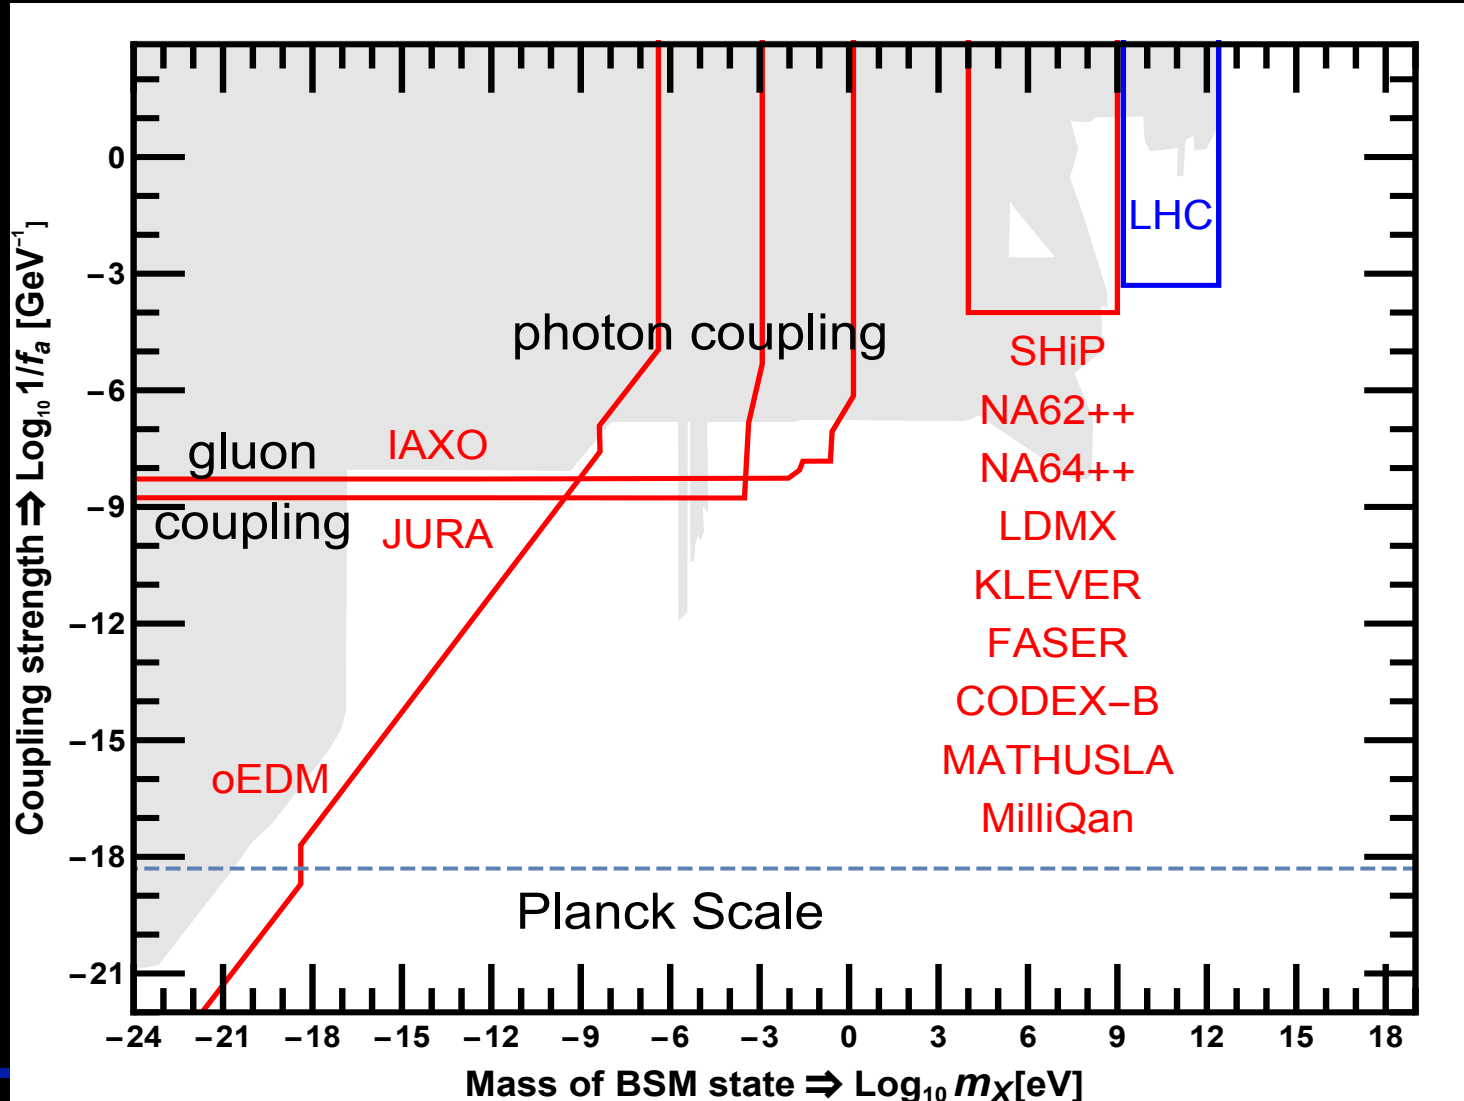 Coupling strength ⇒ Log₁₀ 1/fₐ [GeV⁻¹]
0
−3
−6
−9
−12
−15
−18
−21
LHC
photon coupling
SHiP
NA62++
gluon
IAXO
NA64++
coupling
JURA
LDMX
KLEVER
FASER
CODEX−B
MATHUSLA
oEDM
MilliQan
Planck Scale
−24 −21 −18 −15 −12 −9 −6 −3 0 3 6 9 12 15 18
Mass of BSM state ⇒ Log₁₀ mX[eV]